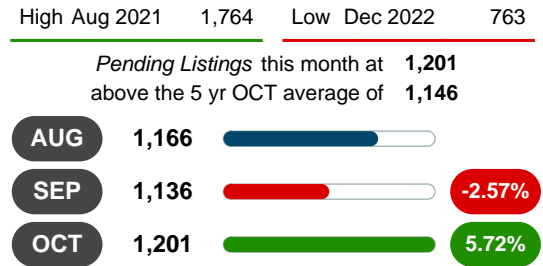 High Aug 2021 1,764 Low Dec 2022 763
Pending Listings this month at 1,201
above the 5 yr OCT average of 1,146
AUG 1,166
SEP 1,136 -2.57%
OCT 1,201 5.72%